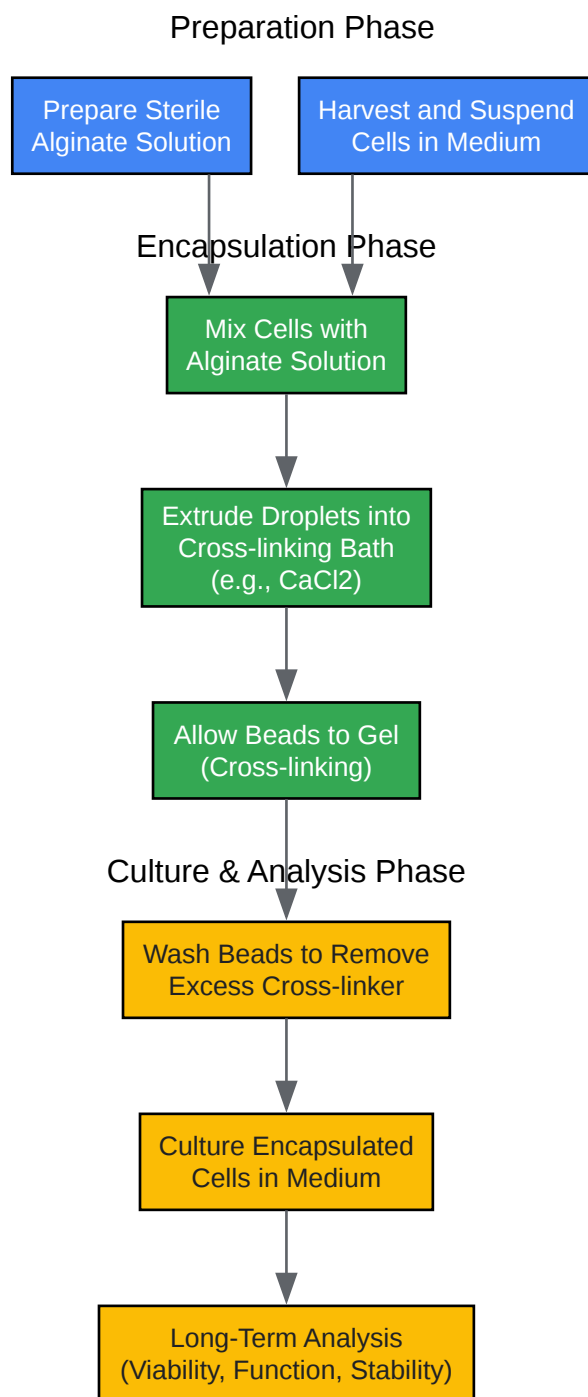 Preparation Phase
Prepare Sterile
Alginate Solution
Harvest and Suspend
Cells in Medium
Encapsulation Phase
Mix Cells with
Alginate Solution
Extrude Droplets into
Cross-linking Bath
(e.g., CaCl2)
Allow Beads to Gel
(Cross-linking)
Culture & Analysis Phase
Wash Beads to Remove
Excess Cross-linker
Culture Encapsulated
Cells in Medium
Long-Term Analysis
(Viability, Function, Stability)